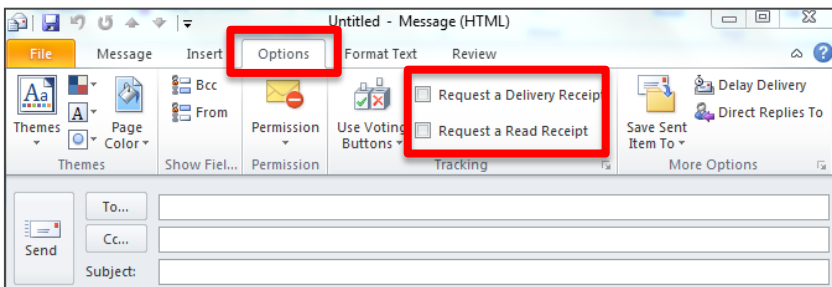 Untitled - Message (HTML)
File Message Insert Options Format Text Review
Aa
Themes
A
Page Color
Themes
Bcc
From
Show Fiel...
Permission
Permission
Use Voting Buttons
Request a Delivery Receipt
Request a Read Receipt
Tracking
Save Sent Item To
Delay Delivery
Direct Replies To
More Options
Send
To...
Cc...
Subject: